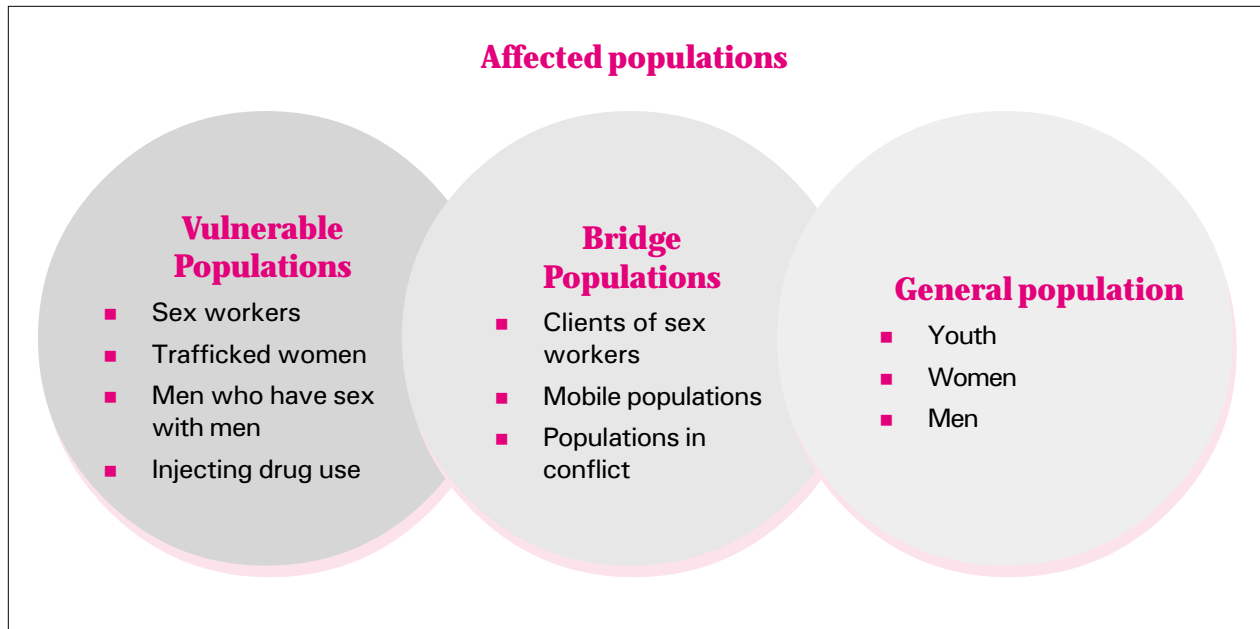 Affected populations
Vulnerable
Populations
■ Sex workers
■ Trafficked women
■ Men who have sex
with men
■ Injecting drug use
Bridge
Populations
■ Clients of sex
workers
■ Mobile populations
■ Populations in
conflict
General population
■ Youth
■ Women
■ Men